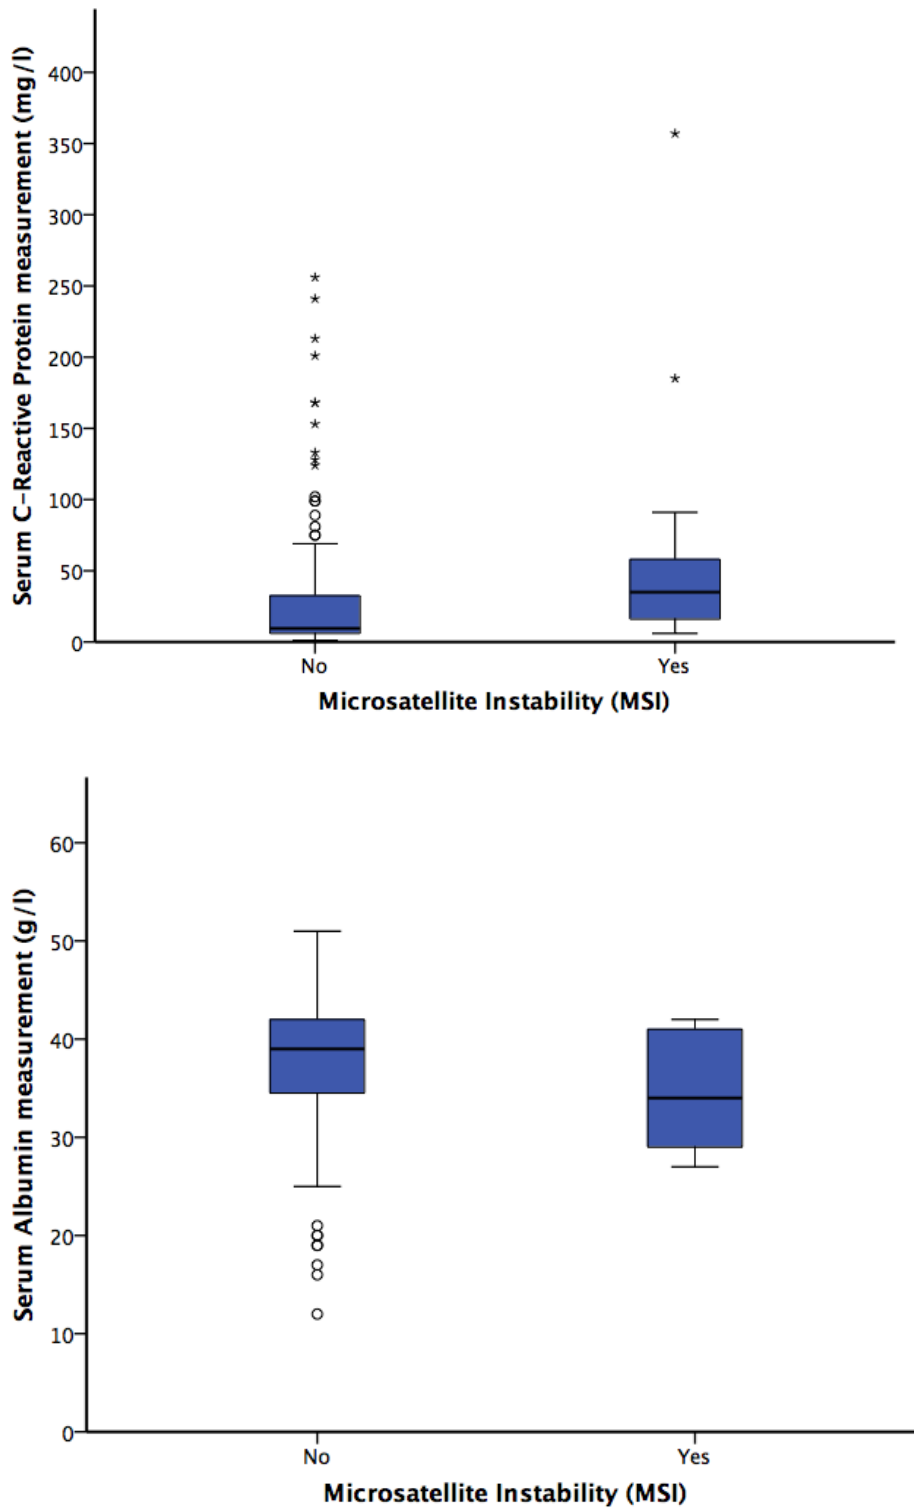 Serum C-Reactive Protein measurement (mg/l)
400
350
300
250
200
150
100
50
0
No
Yes
Microsatellite Instability (MSI)
Serum Albumin measurement (g/l)
60
50
40
30
20
10
0
No
Yes
Microsatellite Instability (MSI)